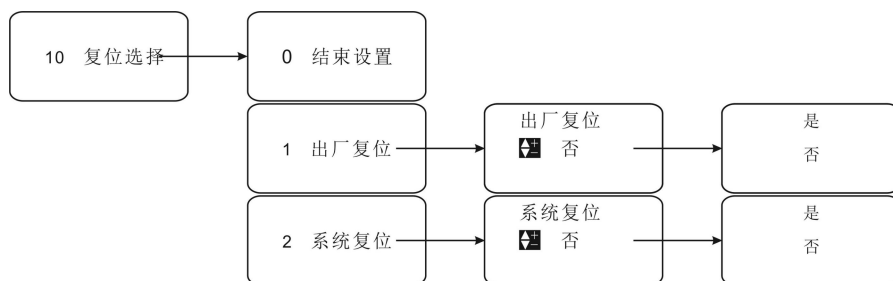 10 复位选择
0 结束设置
1 出厂复位
出厂复位
否
是
否
2 系统复位
系统复位
否
是
否